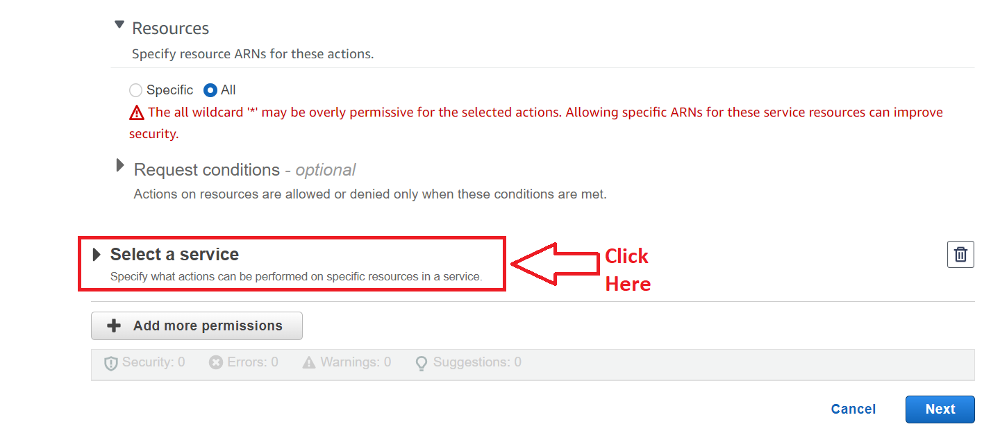 Resources
Specify resource ARNs for these actions.
Specific All
The all wildcard '*' may be overly permissive for the selected actions. Allowing specific ARNs for these service resources can improve
security.
Request conditions - optional
Actions on resources are allowed or denied only when these conditions are met.
Select a service
Specify what actions can be performed on specific resources in a service.
Click
Here
Add more permissions
Security: 0 Errors: 0 Warnings: 0 Suggestions: 0
Cancel Next